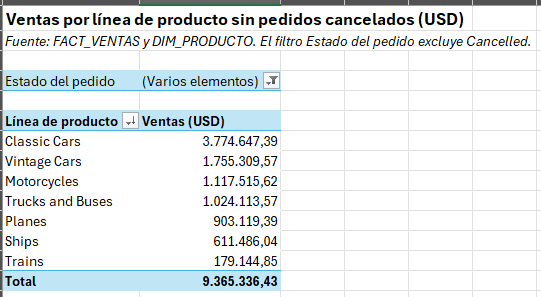 Ventas por línea de producto sin pedidos cancelados (USD)
Fuente: FACT_VENTAS y DIM_PRODUCTO. El filtro Estado del pedido excluye Cancelled.
Estado del pedido (Varios elementos)
Línea de producto Ventas (USD)
Classic Cars 3.774.647,39
Vintage Cars 1.755.309,57
Motorcycles 1.117.515,62
Trucks and Buses 1.024.113,57
Planes 903.119,39
Ships 611.486,04
Trains 179.144,85
Total 9.365.336,43